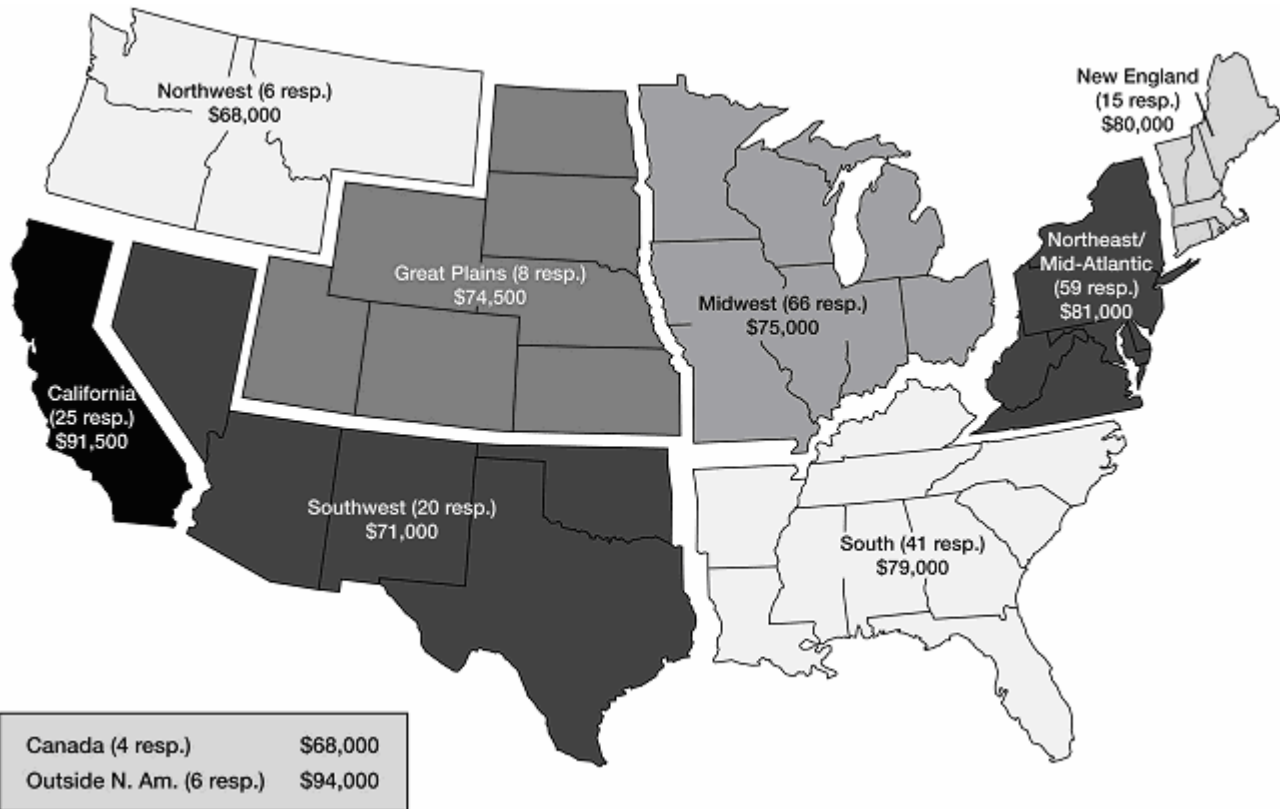 Northwest (6 resp.)
$68,000
New England
(15 resp.)
$80,000
Northeast/
Mid-Atlantic
(59 resp.)
$81,000
Great Plains (8 resp.)
$74,500
Midwest (66 resp.)
$75,000
California
(25 resp.)
$91,500
Southwest (20 resp.)
$71,000
South (41 resp.)
$79,000
Canada (4 resp.) $68,000
Outside N. Am. (6 resp.) $94,000